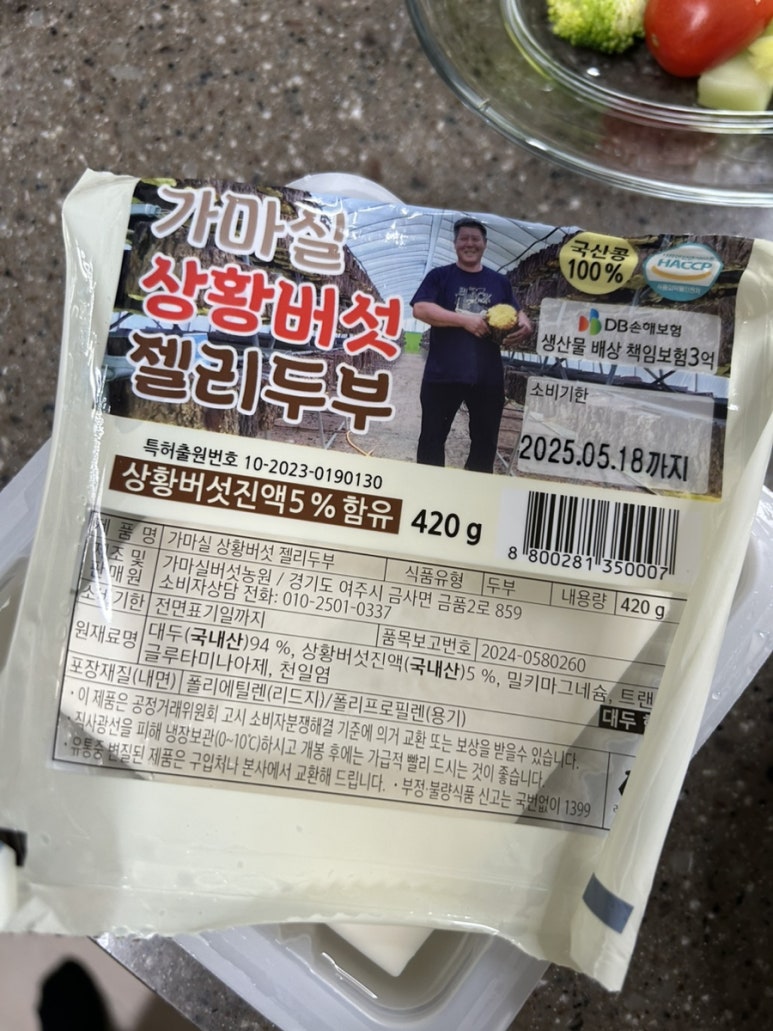 가마실
상황버섯
젤리두부
국산콩
100%
HACCP
DB손해보험
생산물 배상 책임보험3억
소비기한
2025.05.18까지
특허출원번호 10-2023-0190130
상황버섯진액5% 함유 420 g
8 800281 350007
제품명 가마실 상황버섯 젤리두부 식품유형 두부 내용량 420 g
제조 및 판매원 가마실버섯농원 / 경기도 여주시 금사면 금품2로 859
소비자상담 전화: 010-2501-0337
소비기한 전면표기일까지 품목보고번호 2024-0580260
원재료명 대두(국내산)94 %, 상황버섯진액(국내산)5 %, 밀키마그네슘, 트랜
글루타미나아제, 천일염
대두
포장재질(내면) 폴리에틸렌(리드지)/폴리프로필렌(용기)
· 이 제품은 공정거래위원회 고시 소비자분쟁해결 기준에 의거 교환 또는 보상을 받을수 있습니다.
· 직사광선을 피해 냉장보관(0~10℃)하시고 개봉 후에는 가급적 빨리 드시는 것이 좋습니다.
· 유통중 변질된 제품은 구입처나 본사에서 교환해 드립니다. · 부정·불량식품 신고는 국번없이 1399